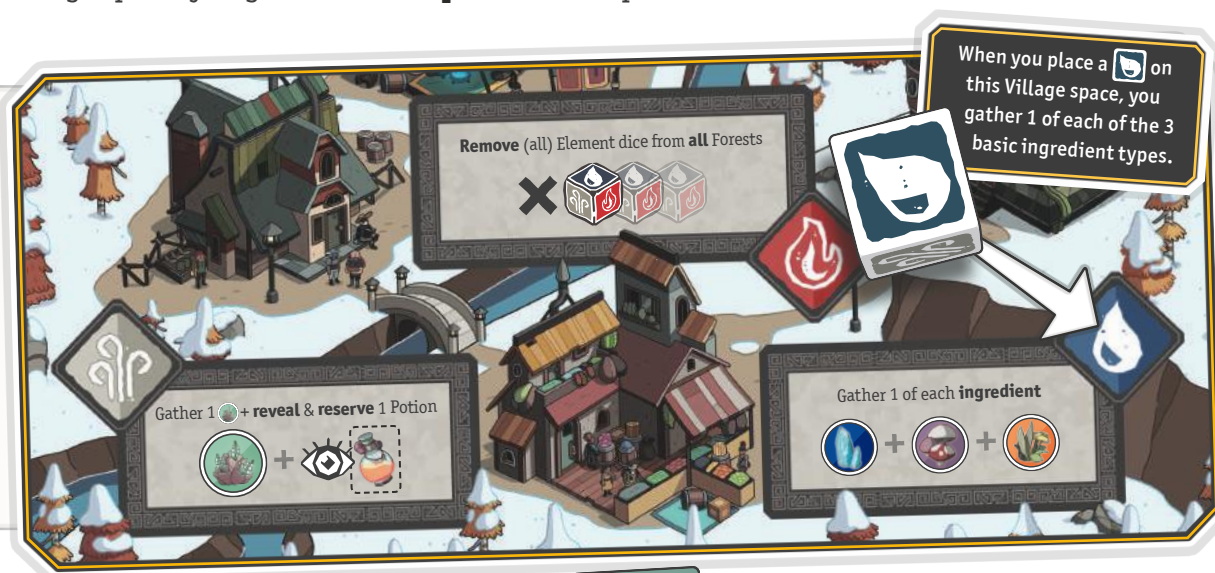 When you place a on
this Village space, you
gather 1 of each of the 3
basic ingredient types.
Remove (all) Element dice from all Forests
Gather 1 + reveal & reserve 1 Potion
+
Gather 1 of each ingredient
+ +